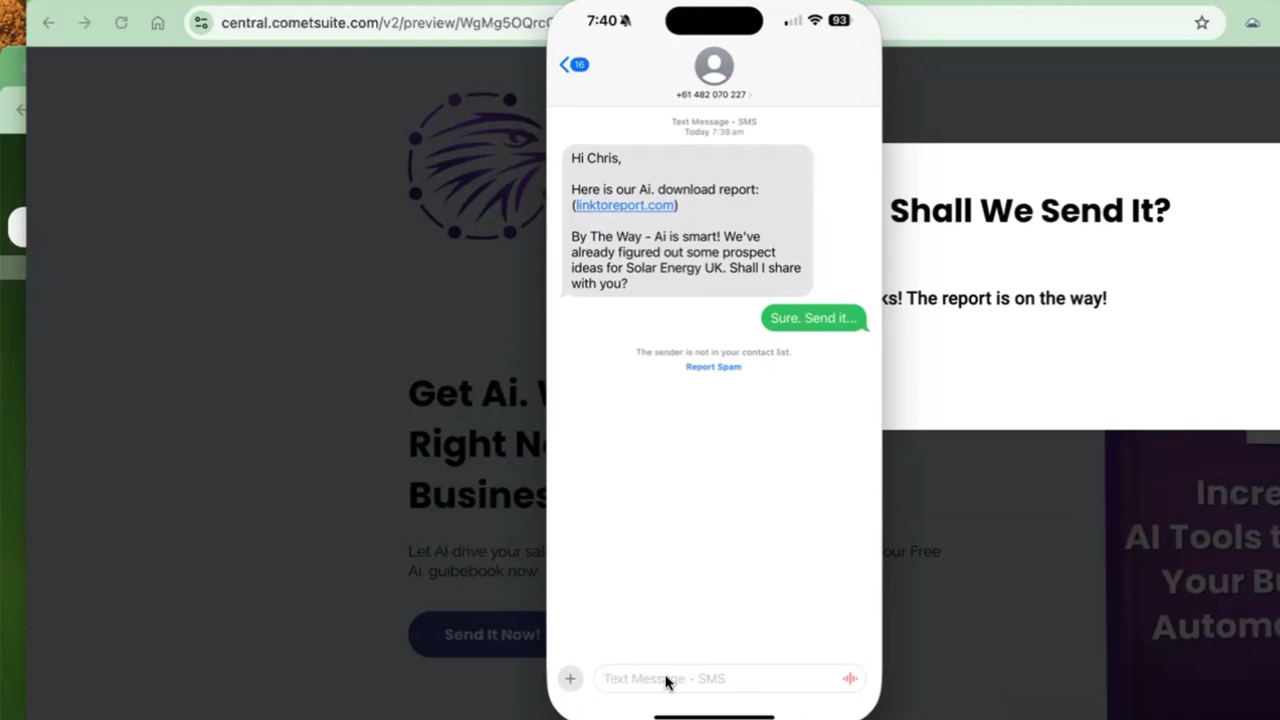 central.cometsuite.com/v2/preview/WgMg5OQrc
7:40
93
16
+61 482 070 227
Text Message • SMS
Today 7:38 am
Hi Chris,
Here is our Ai. download report:
(linktoreport.com)
By The Way - Ai is smart! We've
already figured out some prospect
ideas for Solar Energy UK. Shall I share
with you?
Sure. Send it...
The sender is not in your contact list.
Report Spam
Text Message • SMS
Shall We Send It?
ks! The report is on the way!
Get Ai.
Right N
Busines
Let AI drive your sal
our Free
Ai. guibebook now.
Send It Now!
Incre
AI Tools t
Your B
Autom